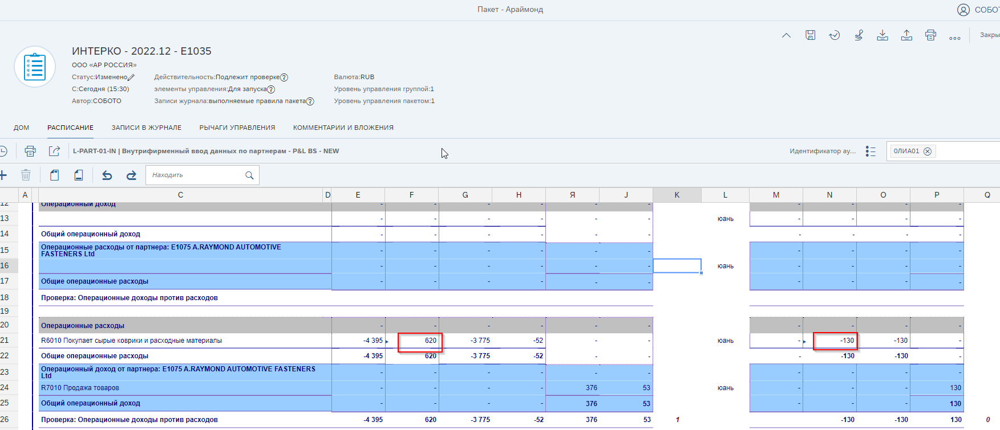 Пакет - Араймонд
СОБОТ
Закры
ИНТЕРКО - 2022.12 - E1035
ООО «АР РОССИЯ»
Статус:Изменено Действительность:Подлежит проверке? Валюта:RUB
С:Сегодня (15:30) элементы управления:Для запуска? Уровень управления группой:1
Автор:СОБОТО Записи журнала:выполняемые правила пакета? Уровень управления пакетом:1
ДОМ РАСПИСАНИЕ ЗАПИСИ В ЖУРНАЛЕ РЫЧАГИ УПРАВЛЕНИЯ КОММЕНТАРИИ И ВЛОЖЕНИЯ
L-PART-01-IN | Внутрифирменный ввод данных по партнерам - P&L BS - NEW Идентификатор ау... 0ЛИА01
Находить
A C D E F G H Я J K L M N O P Q
12 Операционный доход - - - - - - - - - -
13 - - - - - - юань - - - -
14 Общий операционный доход - - - - - - - - - -
15 Операционные расходы от партнера: E1075 A.RAYMOND AUTOMOTIVE FASTENERS Ltd - - - - - - - - - -
16 - - - - - - юань - - - -
17 Общие операционные расходы - - - - - - - - - -
18 Проверка: Операционные доходы против расходов
19
20 Операционные расходы - - - - - - - - - -
21 R6010 Покупает сырые коврики и расходные материалы -4 395 620 -3 775 -52 - - юань - -130 -130 -
22 Общие операционные расходы -4 395 620 -3 775 -52 - - - -130 -130 -
23 Операционный доход от партнера: E1075 A.RAYMOND AUTOMOTIVE FASTENERS Ltd - - - - - - - - - -
24 R7010 Продажа товаров - - - - 376 53 юань - - - 130
25 Общий операционный доход - - - - 376 53 - - - 130
26 Проверка: Операционные доходы против расходов -4 395 620 -3 775 -52 376 53 1 -130 -130 130 0